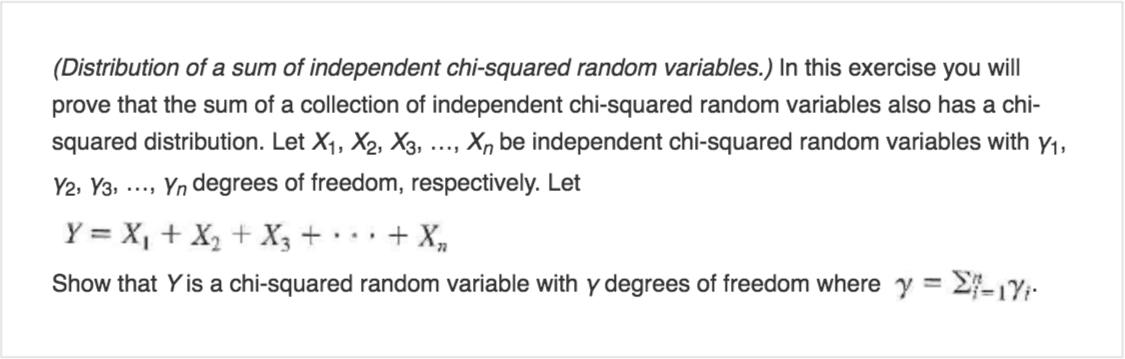 (Distribution of a sum of independent chi-squared random variables.) In this exercise you will
prove that the sum of a collection of independent chi-squared random variables also has a chi-
squared distribution. Let X₁, X₂, X₃, ..., Xₙ be independent chi-squared random variables with γ₁,
γ₂, γ₃, ..., γₙ degrees of freedom, respectively. Let
Y = X₁ + X₂ + X₃ + · · · + Xₙ
Show that Y is a chi-squared random variable with γ degrees of freedom where γ = Σⁿᵢ₌₁γᵢ.